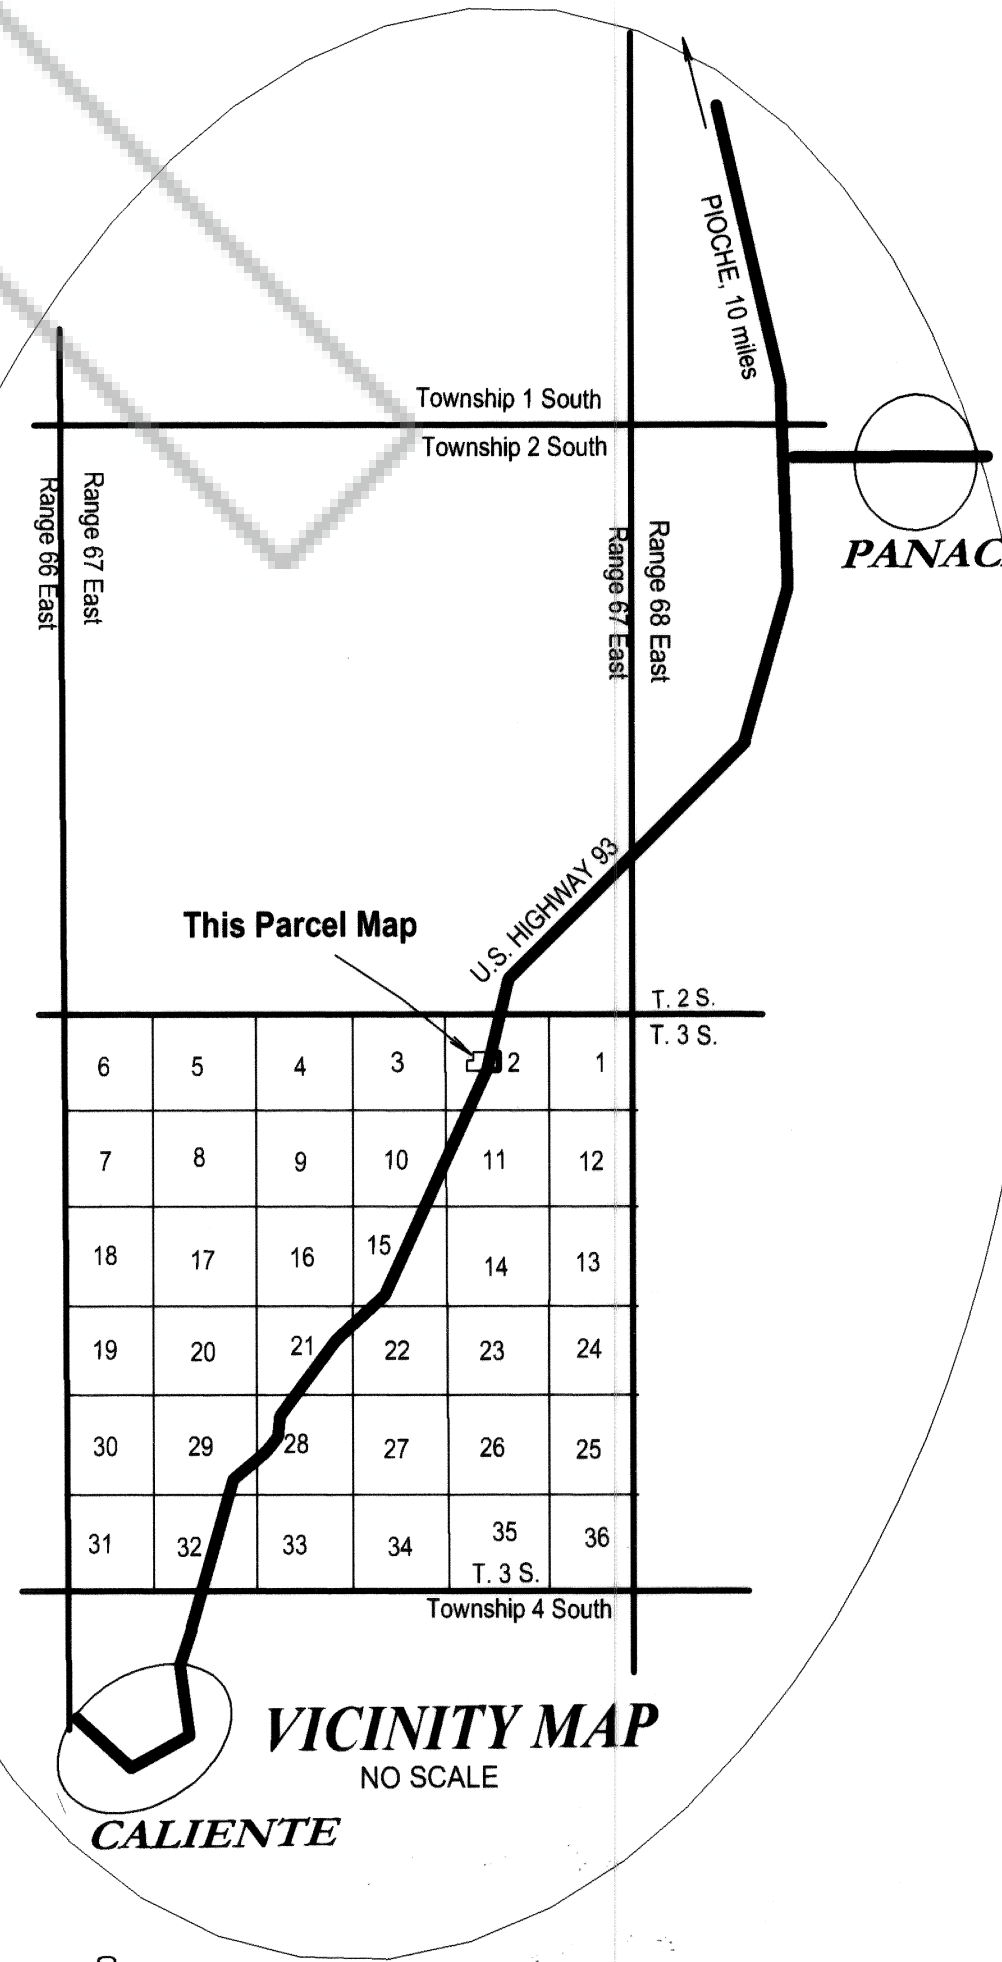 PIOCHE, 10 miles
Township 1 South
Township 2 South
Range 66 East
Range 67 East
Range 67 East
Range 68 East
PANAC
U.S. HIGHWAY 93
This Parcel Map
T. 2 S.
T. 3 S.
6 5 4 3 2 1
7 8 9 10 11 12
18 17 16 15 14 13
19 20 21 22 23 24
30 29 28 27 26 25
31 32 33 34 35 36
T. 3 S.
Township 4 South
VICINITY MAP
NO SCALE
CALIENTE